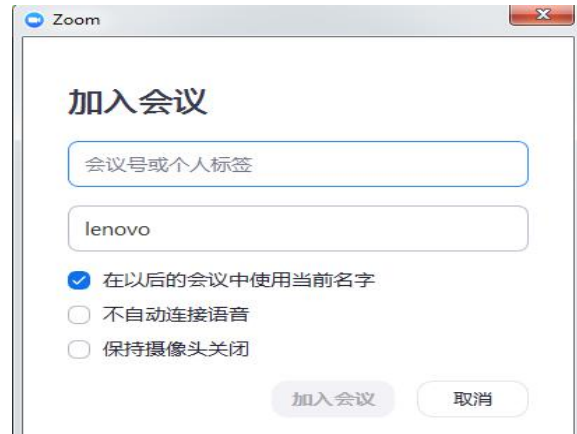 Zoom
加入会议
会议号或个人标签
lenovo
在以后的会议中使用当前名字
不自动连接语音
保持摄像头关闭
加入会议 取消